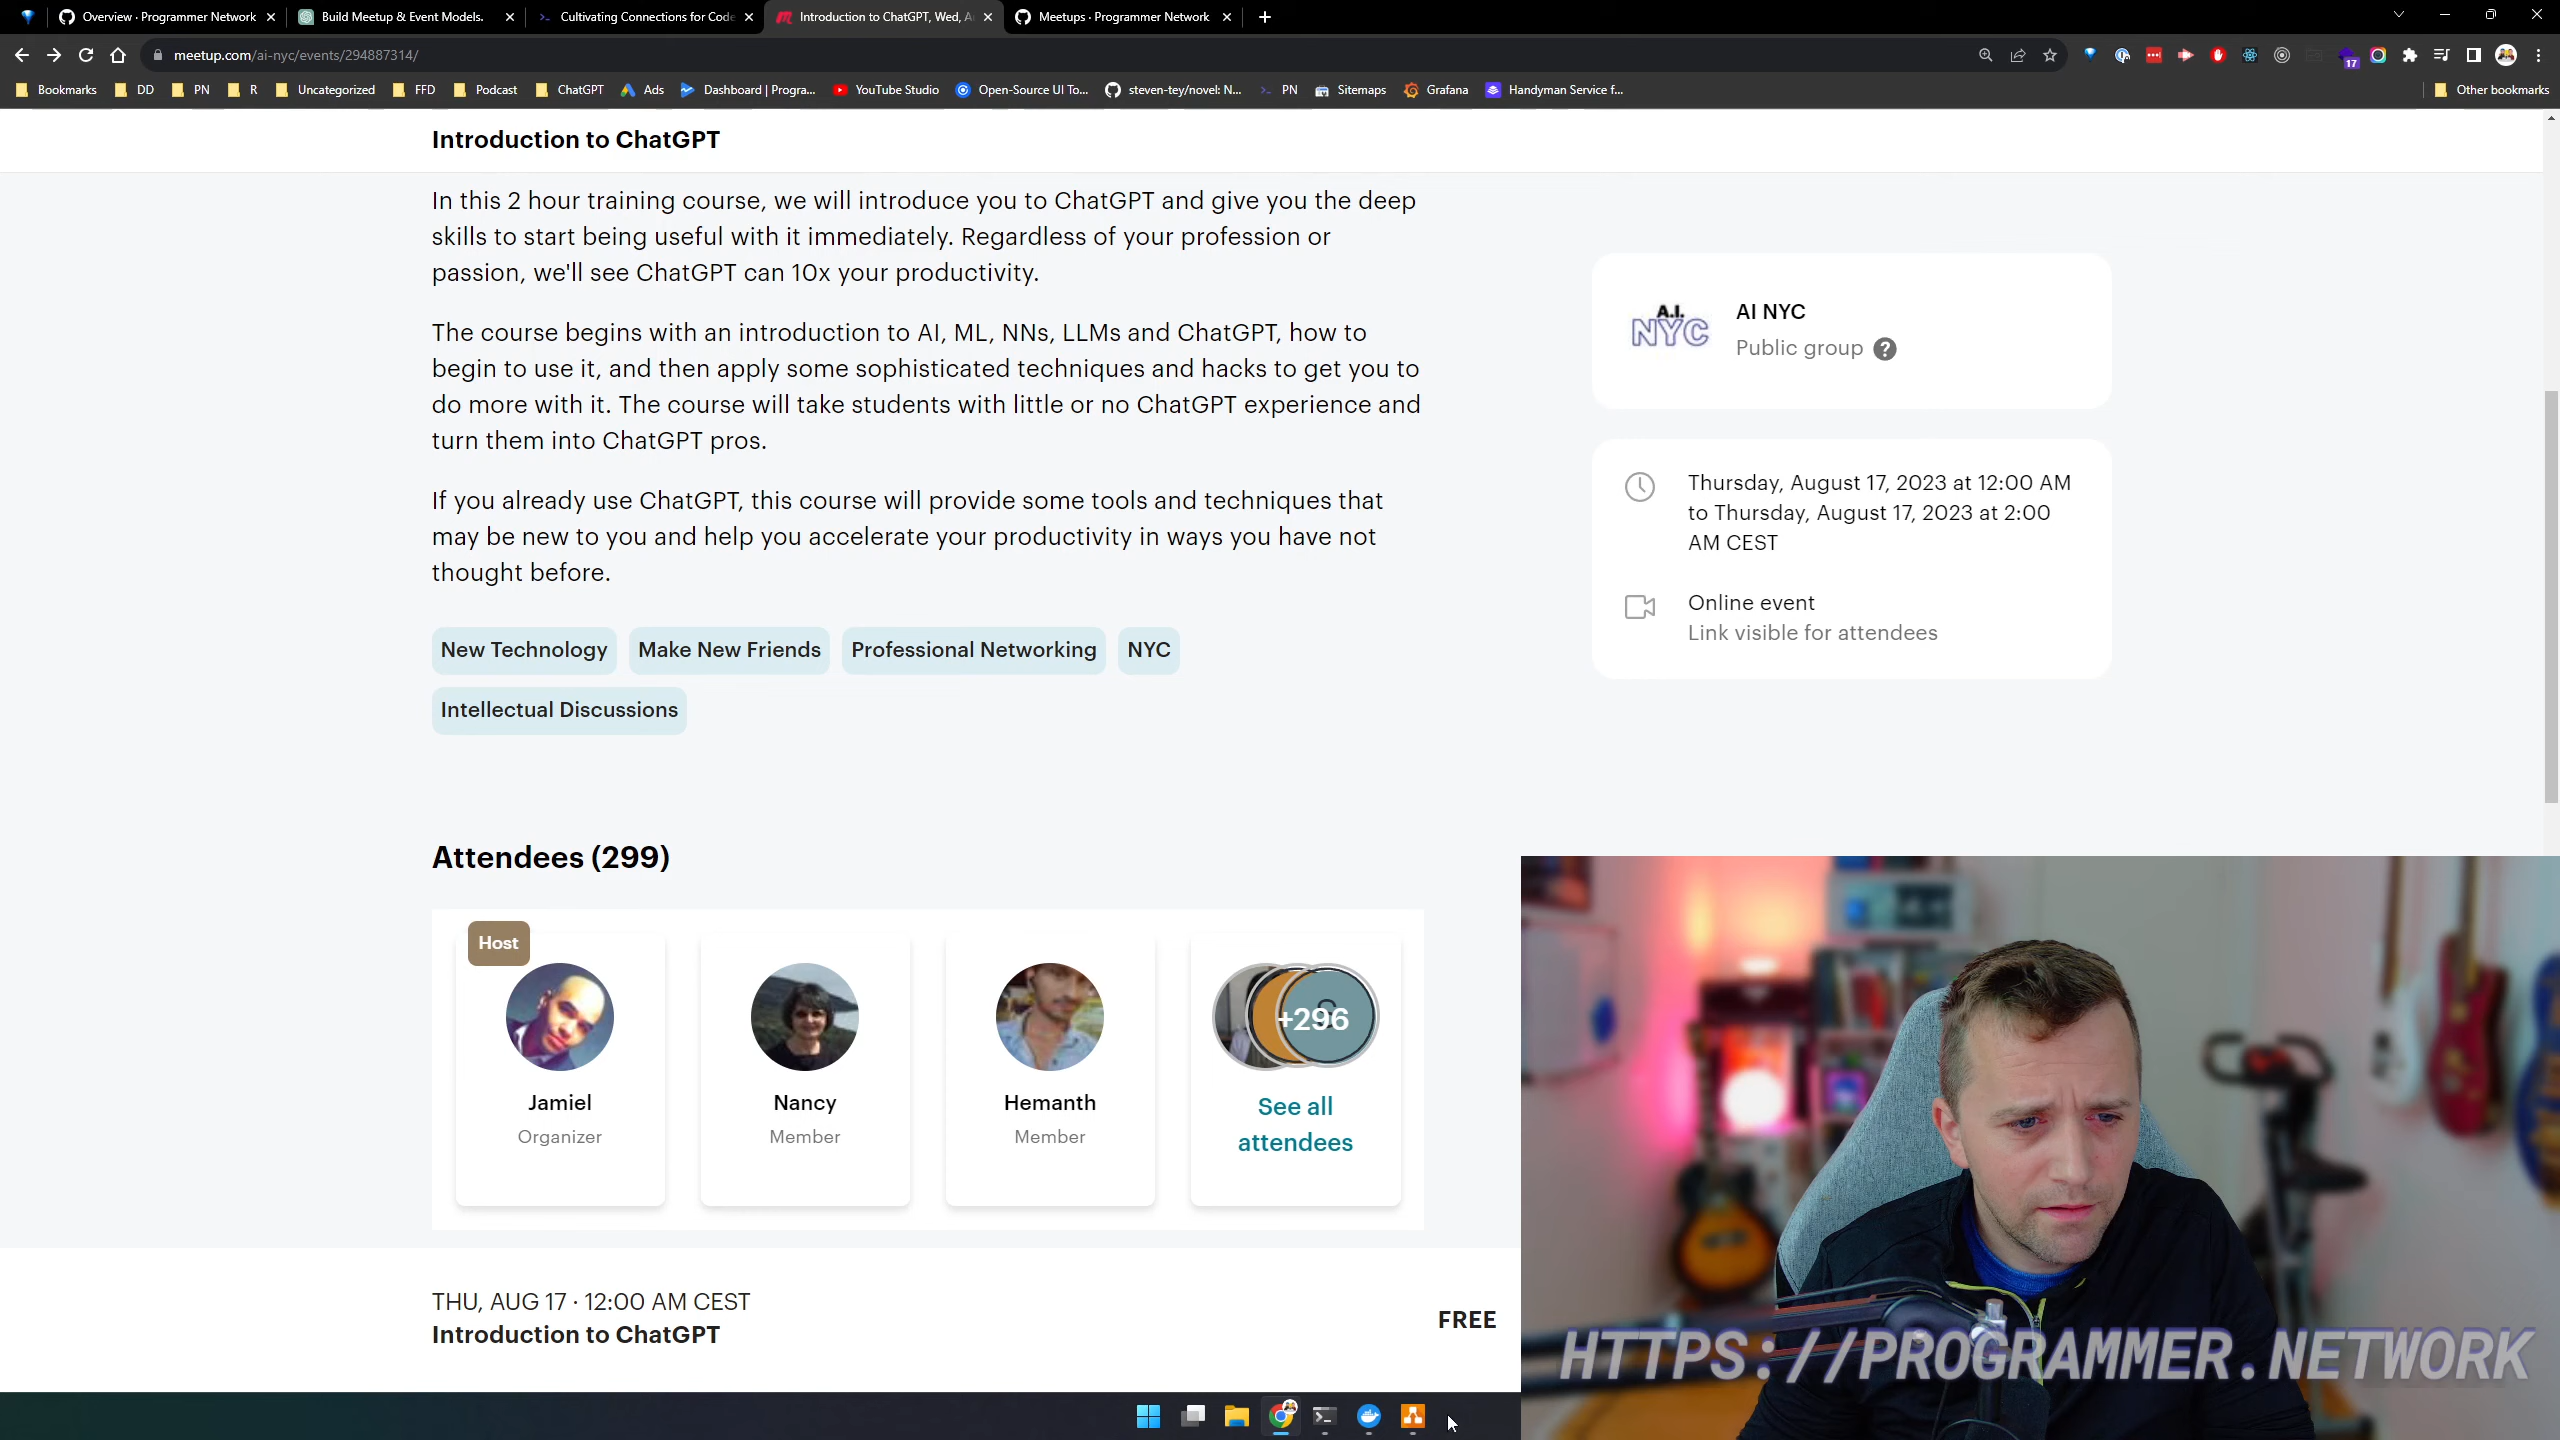 Overview · Programmer Network
Build Meetup & Event Models.
Cultivating Connections for Code
Introduction to ChatGPT, Wed, A
Meetups · Programmer Network
meetup.com/ai-nyc/events/294887314/
17
Bookmarks
DD
PN
R
Uncategorized
FFD
Podcast
ChatGPT
Ads
Dashboard | Progra...
YouTube Studio
Open-Source UI To...
steven-tey/novel: N...
PN
Sitemaps
Grafana
Handyman Service f...
Other bookmarks
Introduction to ChatGPT
In this 2 hour training course, we will introduce you to ChatGPT and give you the deep
skills to start being useful with it immediately. Regardless of your profession or
passion, we'll see ChatGPT can 10x your productivity.
The course begins with an introduction to AI, ML, NNs, LLMs and ChatGPT, how to
begin to use it, and then apply some sophisticated techniques and hacks to get you to
do more with it. The course will take students with little or no ChatGPT experience and
turn them into ChatGPT pros.
If you already use ChatGPT, this course will provide some tools and techniques that
may be new to you and help you accelerate your productivity in ways you have not
thought before.
New Technology
Make New Friends
Professional Networking
NYC
Intellectual Discussions
A.I.
NYC
AI NYC
Public group
Thursday, August 17, 2023 at 12:00 AM
to Thursday, August 17, 2023 at 2:00
AM CEST
Online event
Link visible for attendees
Attendees (299)
Host
Jamiel
Organizer
Nancy
Member
Hemanth
Member
+296
See all
attendees
THU, AUG 17 · 12:00 AM CEST
Introduction to ChatGPT
FREE
HTTPS://PROGRAMMER.NETWORK